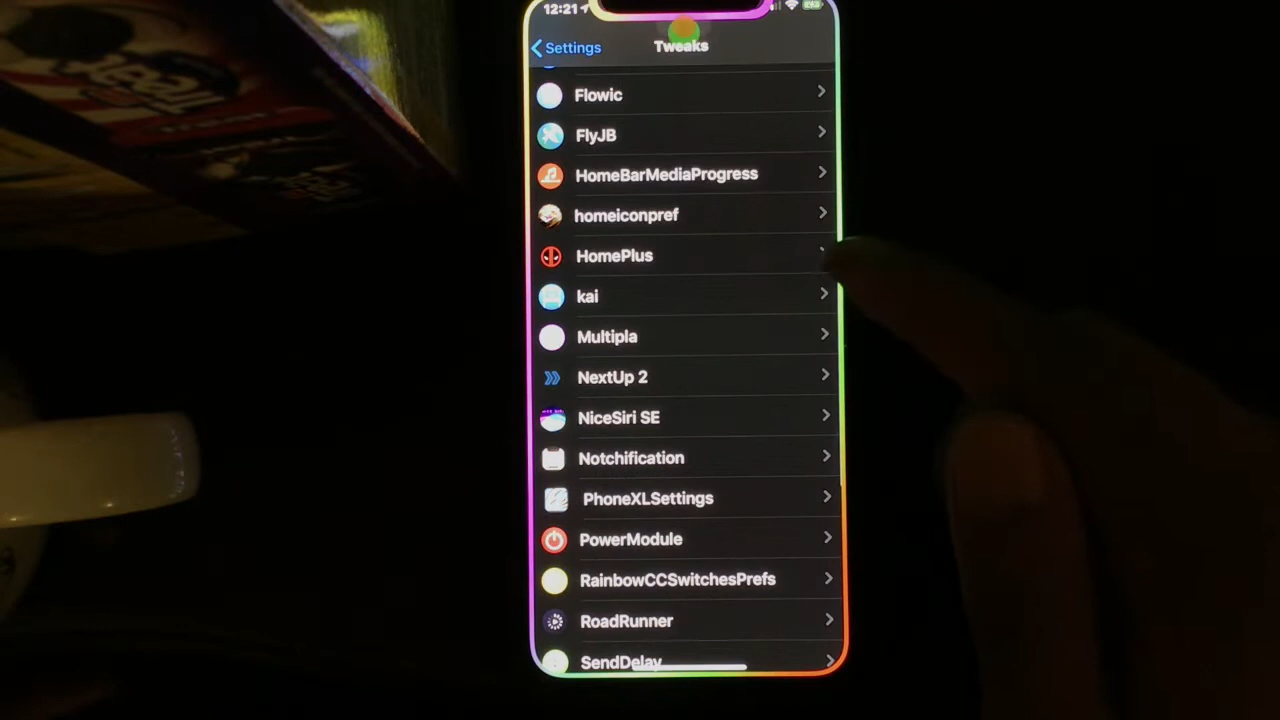 Treat
12:21
Settings
Tweaks
Flowic
FlyJB
HomeBarMediaProgress
homeiconpref
HomePlus
kai
Multipla
NextUp 2
NiceSiri SE
Notchification
PhoneXLSettings
PowerModule
RainbowCCSwitchesPrefs
RoadRunner
SendDelay